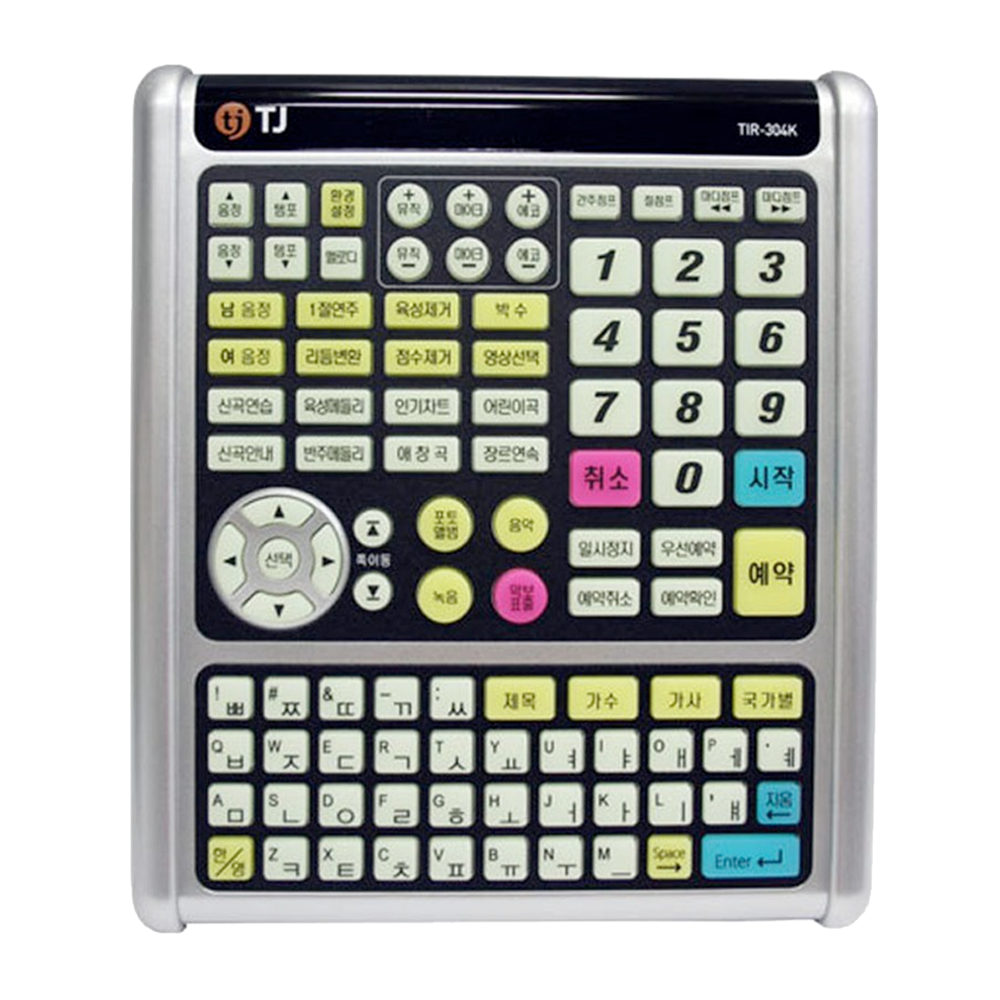 tj TJ
TIR-304K
▲ 음정 ▲ 템포 환경 설정 + 뮤직 + 마이크 + 에코 간주점프 절점프 마디점프 ◀◀ 마디점프 ▶▶
음정 ▼ 템포 ▼ 멜로디 뮤직 − 마이크 − 에코 − 1 2 3
남 음정 1절연주 육성제거 박수 4 5 6
여 음정 리듬변환 점수제거 영상선택
신곡연습 육성메들리 인기차트 어린이곡 7 8 9
신곡안내 반주메들리 애창곡 장르연속 취소 0 시작
▲ 포토 앨범 음악
◀ 선택 ▶ 폭이동 일시정지 우선예약 예약
▼ 녹음 악보 표출 예약취소 예약확인
! ㅃ # ㅉ & ㄸ ~ ㄲ : ㅆ 제목 가수 가사 국가별
Q ㅂ W ㅈ E ㄷ R ㄱ T ㅅ Y ㅛ U ㅕ I ㅑ O ㅐ P ㅔ · ㅖ
A ㅁ S ㄴ D ㅇ F ㄹ G ㅎ H ㅗ J ㅓ K ㅏ L ㅣ ' ㅒ 지움 ←
한/영 Z ㅋ X ㅌ C ㅊ V ㅍ B ㅠ N ㅜ M ㅡ Space → Enter ↵